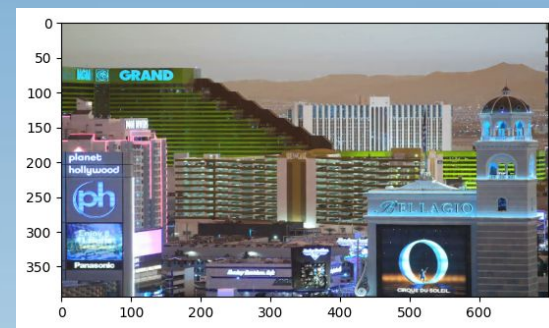 GRAND
planet
hollywood
ph
Panasonic
BELLAGIO
O
CIRQUE DU SOLEIL
0
50
100
150
200
250
300
350
0
100
200
300
400
500
600